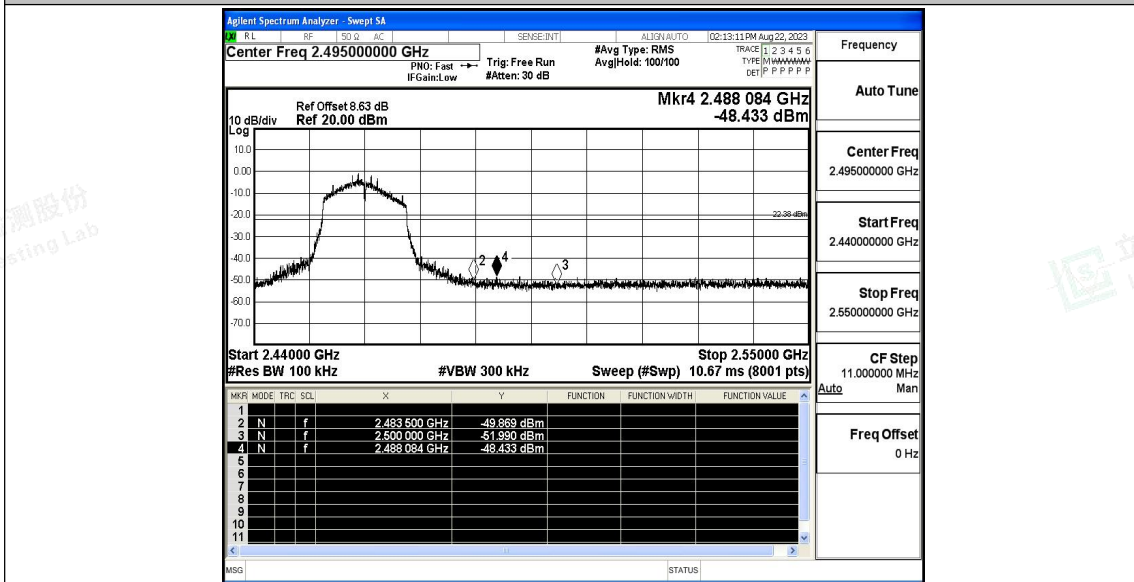 Agilent Spectrum Analyzer - Swept SA
LXI RL RF 50 Ω AC SENSE:INT ALIGN AUTO 02:13:11 PM Aug 22, 2023
Center Freq 2.495000000 GHz
PNO: Fast
IFGain:Low
Trig: Free Run
#Atten: 30 dB
#Avg Type: RMS
Avg|Hold: 100/100
TRACE 1 2 3 4 5 6
TYPE M W W W W W
DET P P P P P P
Mkr4 2.488 084 GHz
-48.433 dBm
Ref Offset 8.63 dB
10 dB/div Ref 20.00 dBm
Log
10.0
0.00
-10.0
-20.0
-30.0
-40.0
-50.0
-60.0
-70.0
-22.38 dBm
2
4
3
Start 2.44000 GHz Stop 2.55000 GHz
#Res BW 100 kHz #VBW 300 kHz Sweep (#Swp) 10.67 ms (8001 pts)
MKR MODE TRC SCL X Y FUNCTION FUNCTION WIDTH FUNCTION VALUE
1
2 N f 2.483 500 GHz -49.869 dBm
3 N f 2.500 000 GHz -51.990 dBm
4 N f 2.488 084 GHz -48.433 dBm
5
6
7
8
9
10
11
MSG STATUS
Frequency
Auto Tune
Center Freq
2.495000000 GHz
Start Freq
2.440000000 GHz
Stop Freq
2.550000000 GHz
CF Step
11.000000 MHz
Auto Man
Freq Offset
0 Hz
测股份
sting Lab
LCS
立